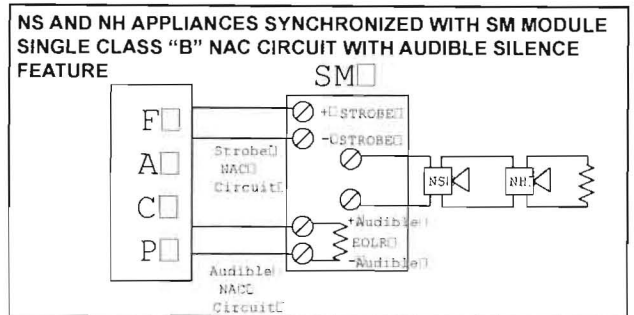 NS AND NH APPLIANCES SYNCHRONIZED WITH SM MODULE
SINGLE CLASS “B” NAC CIRCUIT WITH AUDIBLE SILENCE
FEATURE
SM
F
A
C
P
+ STROBE
- STROBE
Strobe
NAC
Circuit
NS
NH
+Audible
EOLR
-Audible
Audible
NAC
Circuit